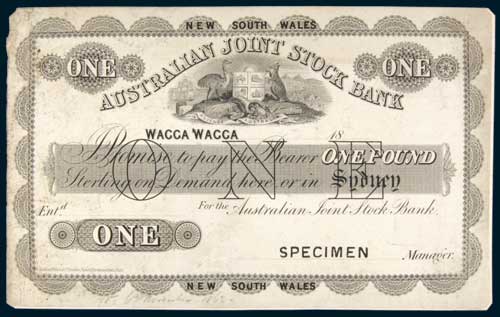 NEW SOUTH WALES
ONE ONE
AUSTRALIAN JOINT STOCK BANK
WAGGA WAGGA 18
I Promise to pay the Bearer ONE POUND
ONE
Sterling on Demand here or in Sydney
Ent.d For the Australian Joint Stock Bank.
ONE
SPECIMEN Manager.
NEW SOUTH WALES